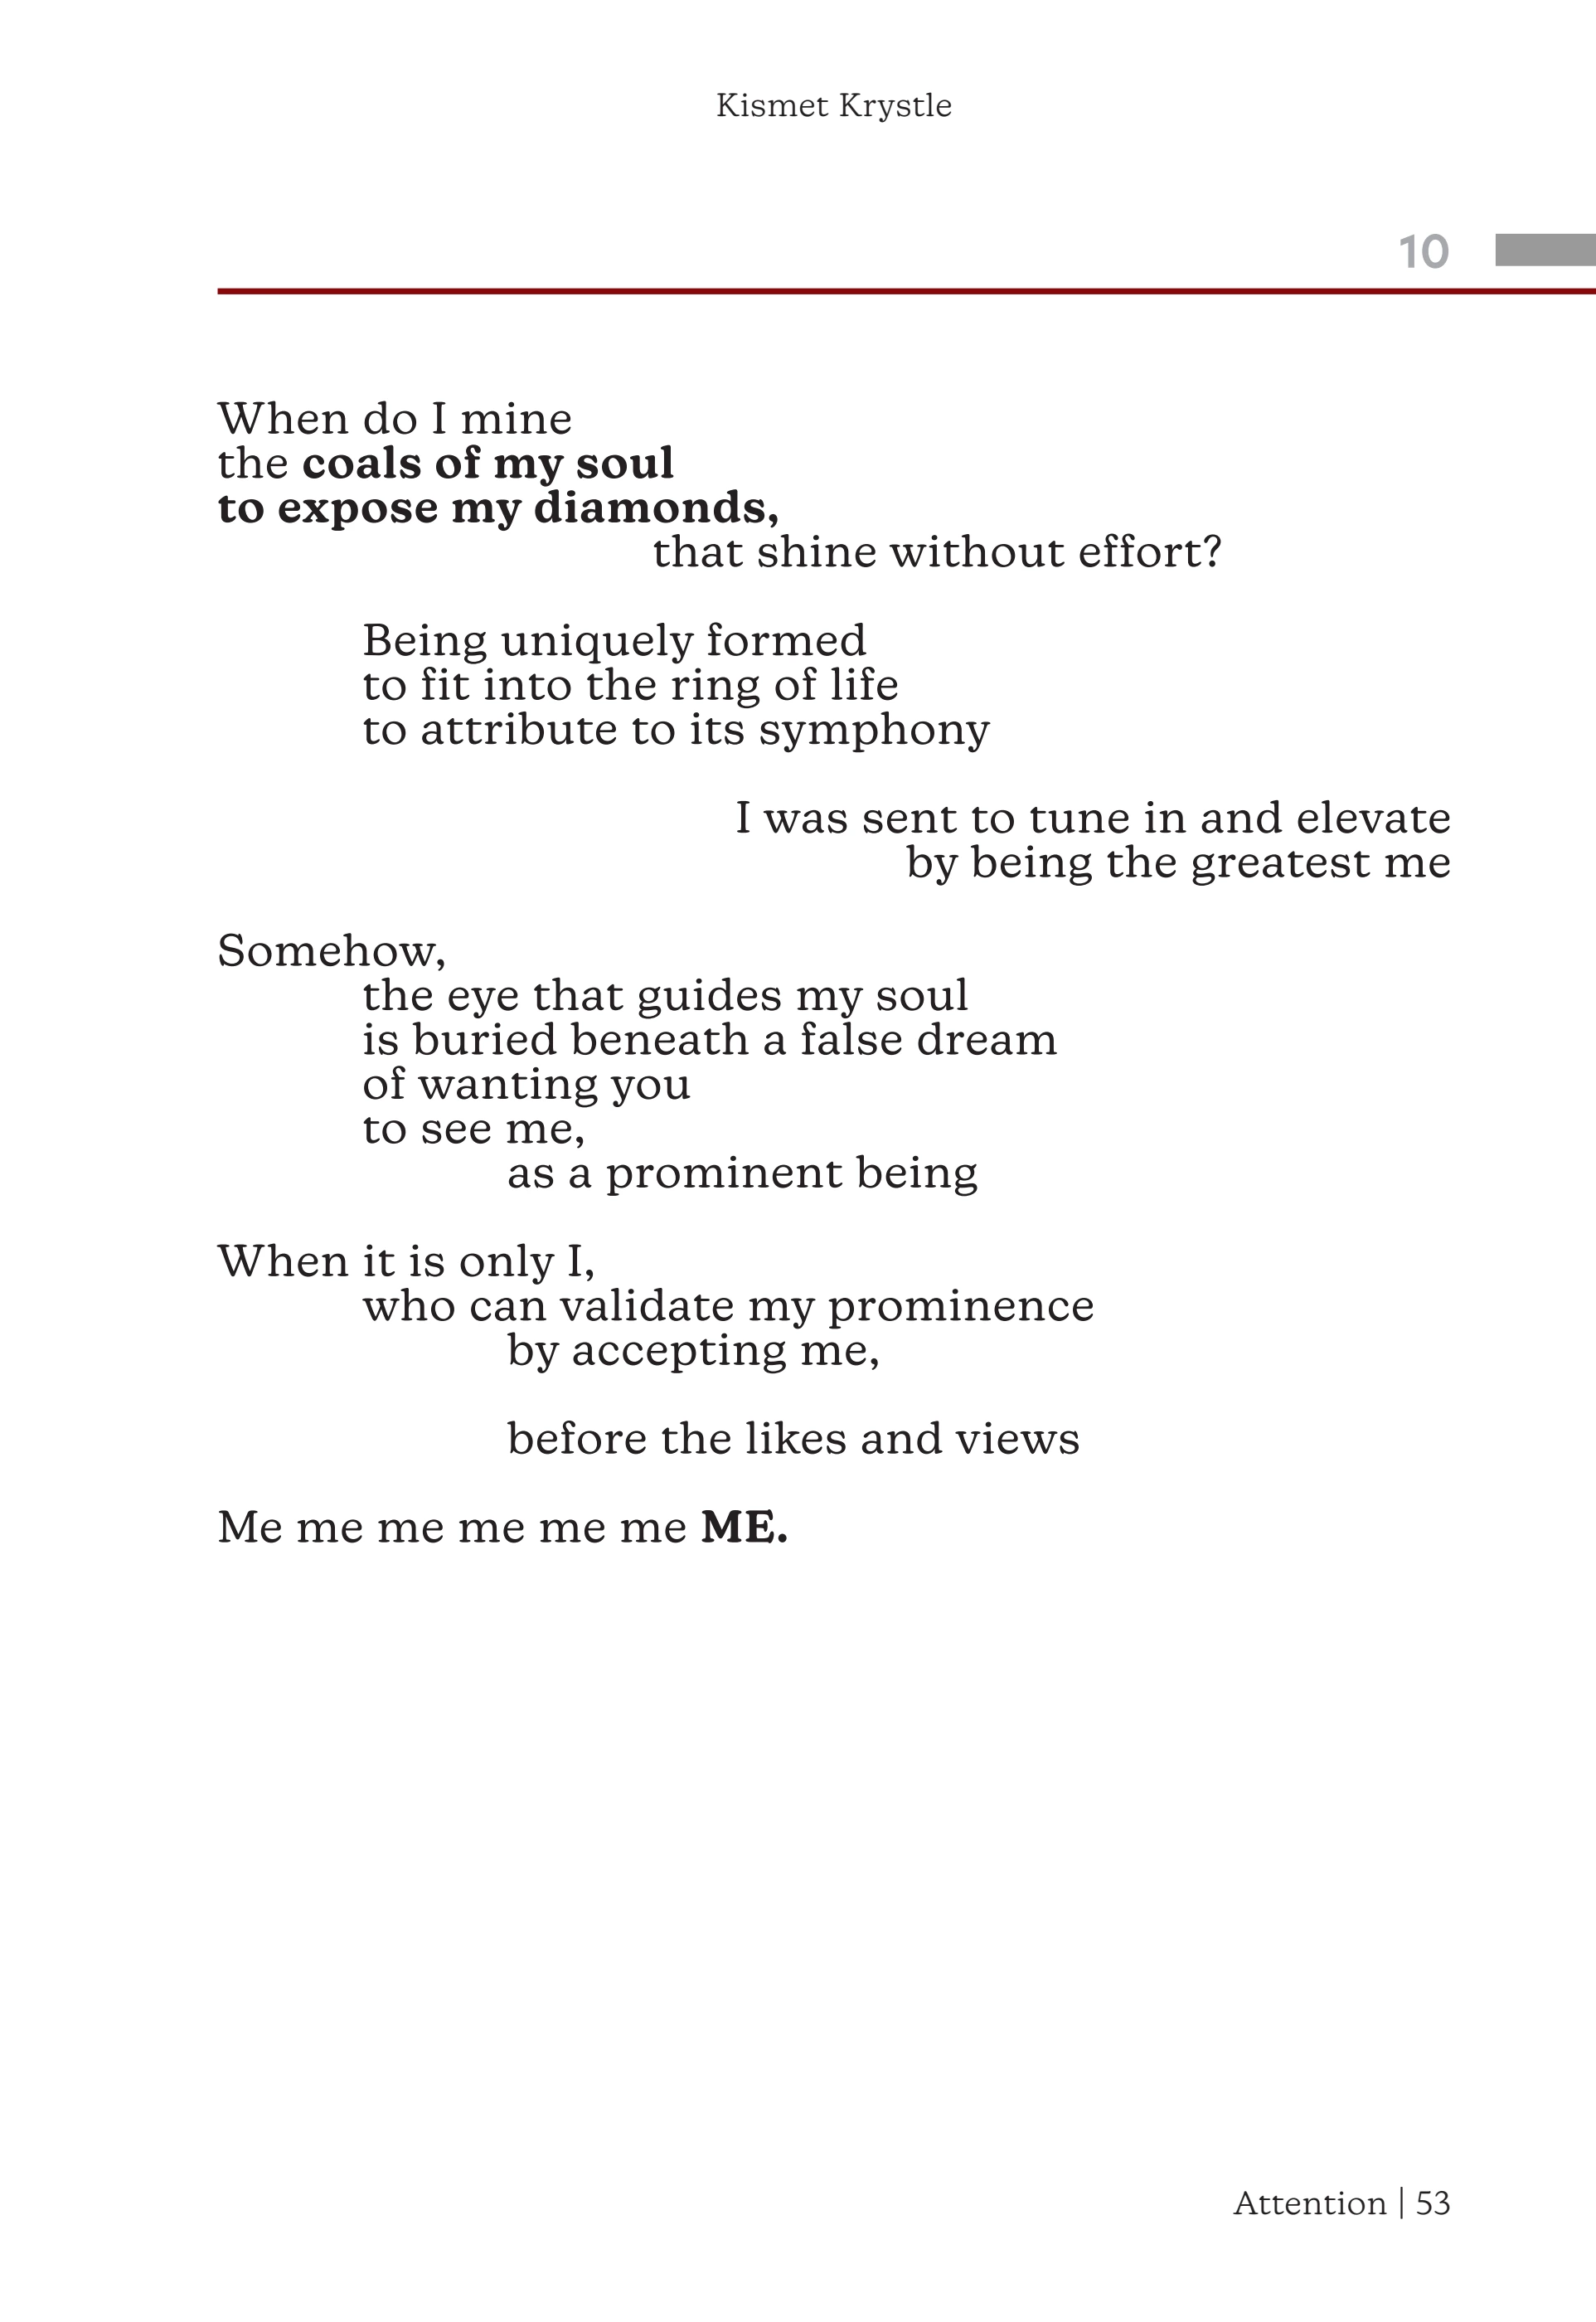 Kismet Krystle
10
When do I mine
the coals of my soul
to expose my diamonds,
that shine without effort?
Being uniquely formed
to fit into the ring of life
to attribute to its symphony
I was sent to tune in and elevate
by being the greatest me
Somehow,
the eye that guides my soul
is buried beneath a false dream
of wanting you
to see me,
as a prominent being
When it is only I,
who can validate my prominence
by accepting me,
before the likes and views
Me me me me me me ME.
Attention | 53